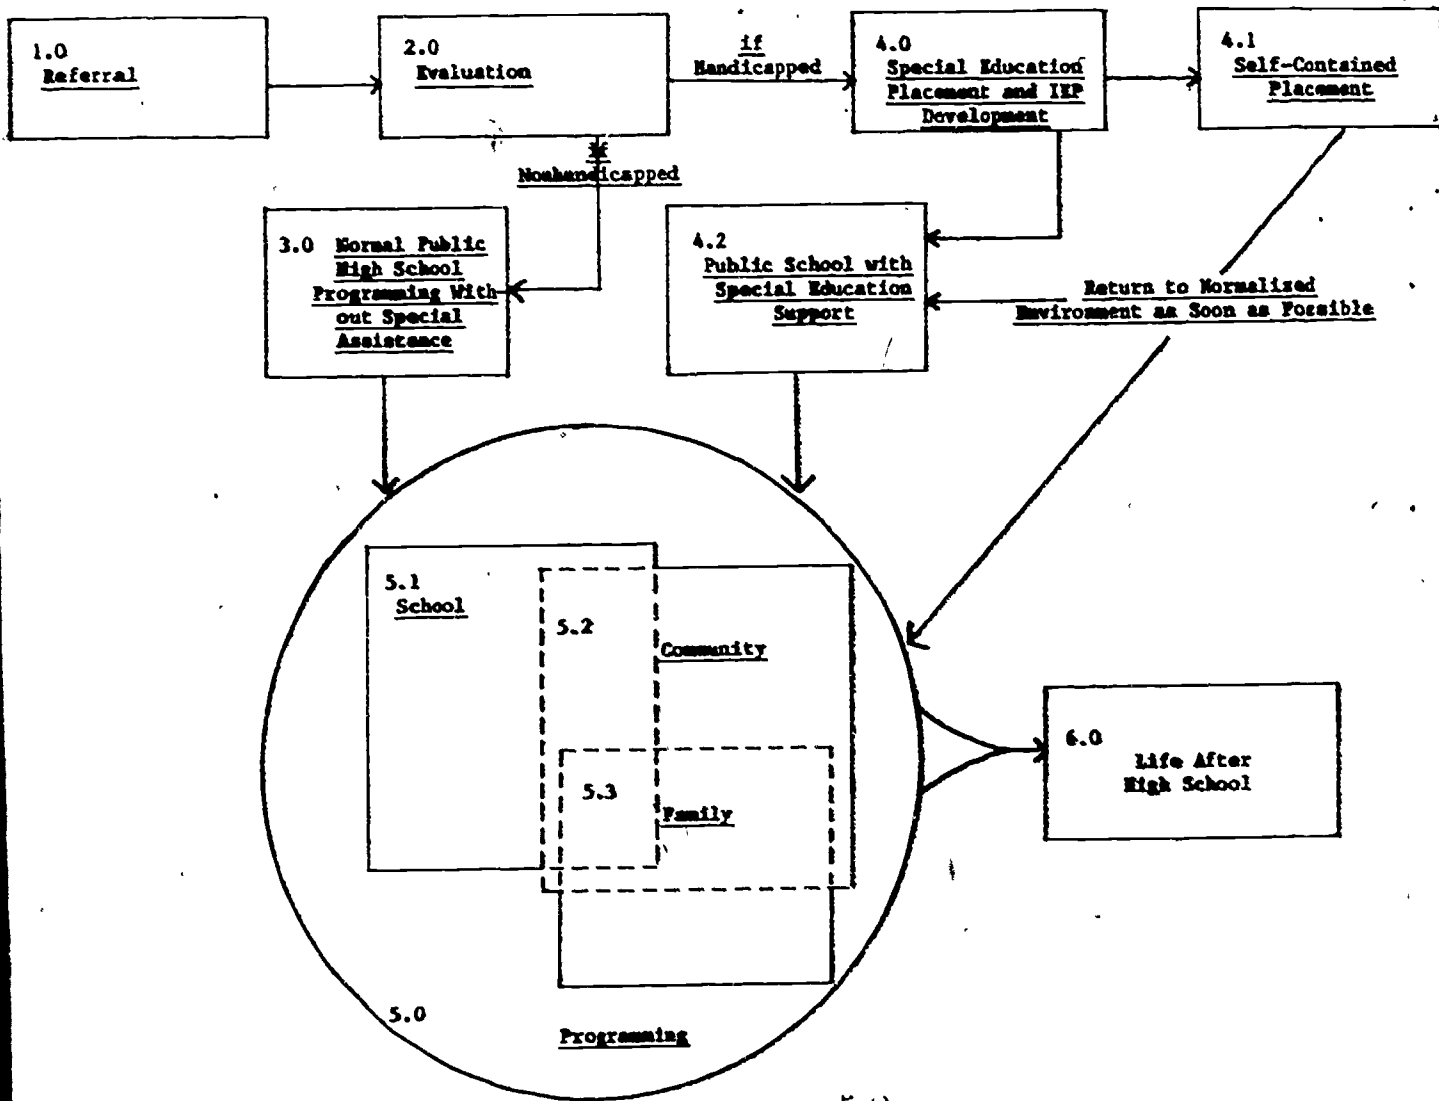 1.0
Referral
2.0
Evaluation
if
Handicapped
4.0
Special Education
Placement and IEP
Development
4.1
Self-Contained
Placement
if
Nonhandicapped
3.0 Normal Public
High School
Programming With
out Special
Assistance
4.2
Public School with
Special Education
Support
Return to Normalized
Environment as Soon as Possible
5.1
School
5.2
Community
5.3
Family
6.0
Life After
High School
5.0
Programming